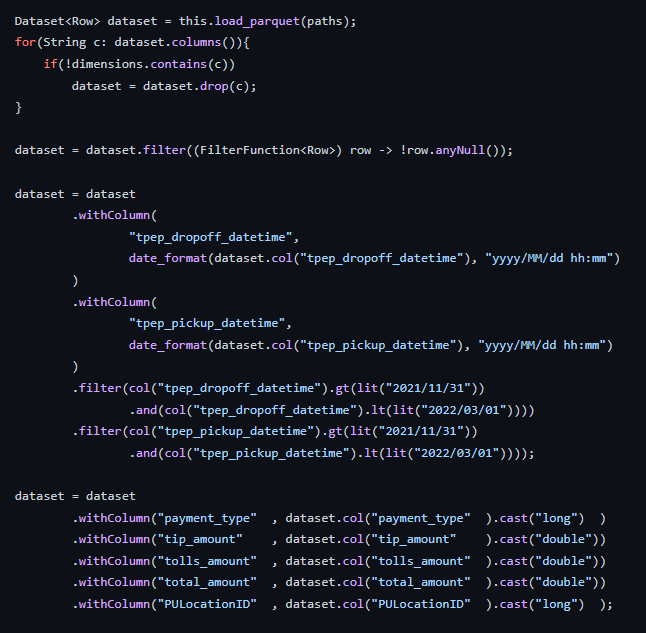 Dataset<Row> dataset = this.load_parquet(paths);
for(String c: dataset.columns()){
    if(!dimensions.contains(c))
        dataset = dataset.drop(c);
}

dataset = dataset.filter((FilterFunction<Row>) row -> !row.anyNull());

dataset = dataset
        .withColumn(
                "tpep_dropoff_datetime",
                date_format(dataset.col("tpep_dropoff_datetime"), "yyyy/MM/dd hh:mm")
        )
        .withColumn(
                "tpep_pickup_datetime",
                date_format(dataset.col("tpep_pickup_datetime"), "yyyy/MM/dd hh:mm")
        )
        .filter(col("tpep_dropoff_datetime").gt(lit("2021/11/31"))
                .and(col("tpep_dropoff_datetime").lt(lit("2022/03/01"))))
        .filter(col("tpep_pickup_datetime").gt(lit("2021/11/31"))
                .and(col("tpep_pickup_datetime").lt(lit("2022/03/01"))));

dataset = dataset
        .withColumn("payment_type"  , dataset.col("payment_type"  ).cast("long")  )
        .withColumn("tip_amount"    , dataset.col("tip_amount"    ).cast("double"))
        .withColumn("tolls_amount"  , dataset.col("tolls_amount"  ).cast("double"))
        .withColumn("total_amount"  , dataset.col("total_amount"  ).cast("double"))
        .withColumn("PULocationID"  , dataset.col("PULocationID"  ).cast("long")  );